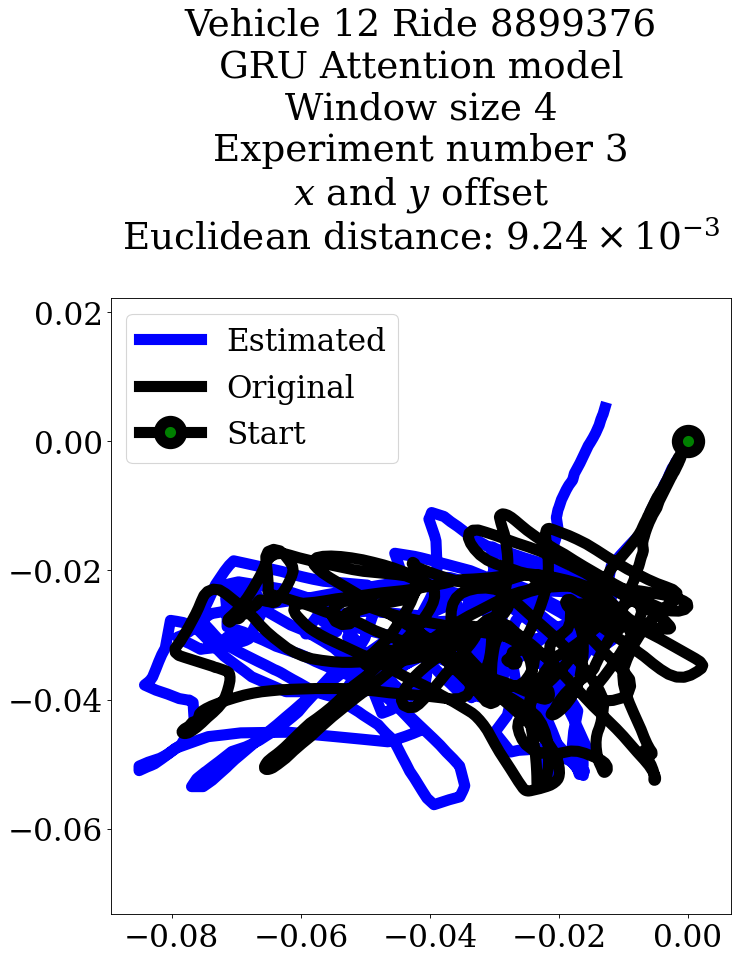 Vehicle 12 Ride 8899376
GRU Attention model
Window size 4
Experiment number 3
x and y offset
Euclidean distance: 9.24 × 10⁻³
0.02
0.00
−0.02
−0.04
−0.06
Estimated
Original
Start
−0.08 −0.06 −0.04 −0.02 0.00